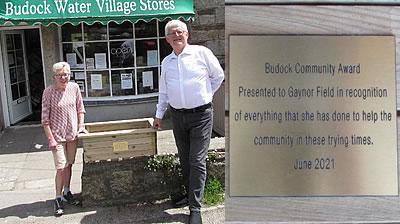 BUDOCK WATER VILLAGE STORES
open
Budock Community Award
Presented to Gaynor Field in recognition
of everything that she has done to help the
community in these trying times.
June 2021